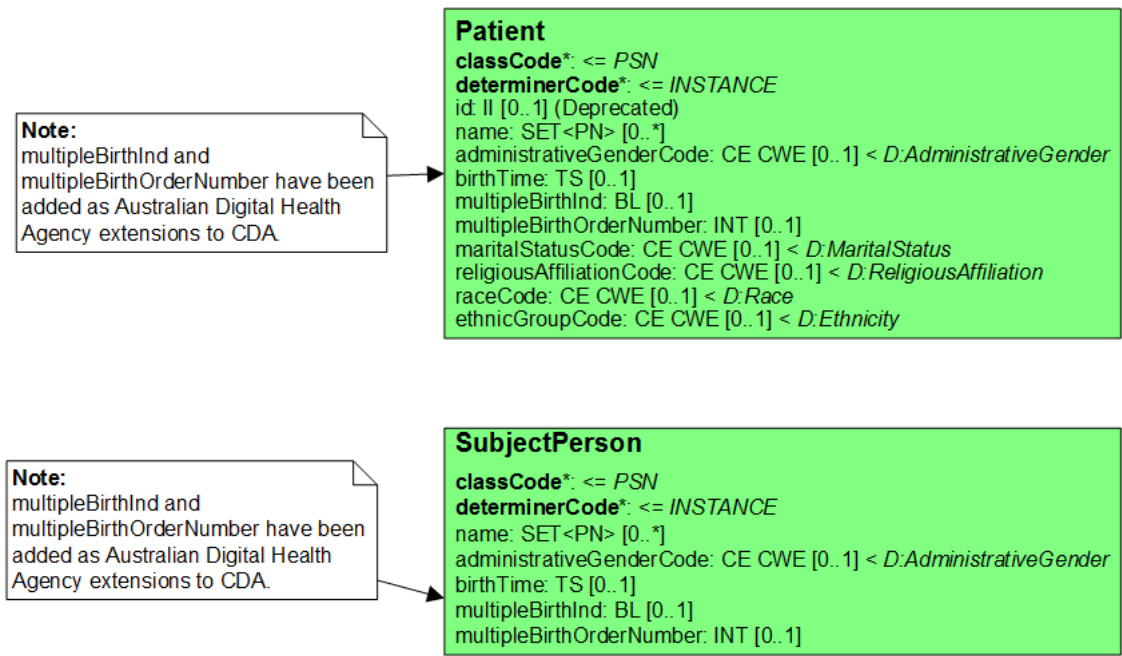 Patient
classCode*: <= PSN
determinerCode*: <= INSTANCE
id: II [0..1] (Deprecated)
name: SET<PN> [0..*]
administrativeGenderCode: CE CWE [0..1] < D:AdministrativeGender
birthTime: TS [0..1]
multipleBirthInd: BL [0..1]
multipleBirthOrderNumber: INT [0..1]
maritalStatusCode: CE CWE [0..1] < D:MaritalStatus
religiousAffiliationCode: CE CWE [0..1] < D:ReligiousAffiliation
raceCode: CE CWE [0..1] < D:Race
ethnicGroupCode: CE CWE [0..1] < D:Ethnicity
Note:
multipleBirthInd and
multipleBirthOrderNumber have been
added as Australian Digital Health
Agency extensions to CDA.
SubjectPerson
classCode*: <= PSN
determinerCode*: <= INSTANCE
name: SET<PN> [0..*]
administrativeGenderCode: CE CWE [0..1] < D:AdministrativeGender
birthTime: TS [0..1]
multipleBirthInd: BL [0..1]
multipleBirthOrderNumber: INT [0..1]
Note:
multipleBirthInd and
multipleBirthOrderNumber have been
added as Australian Digital Health
Agency extensions to CDA.